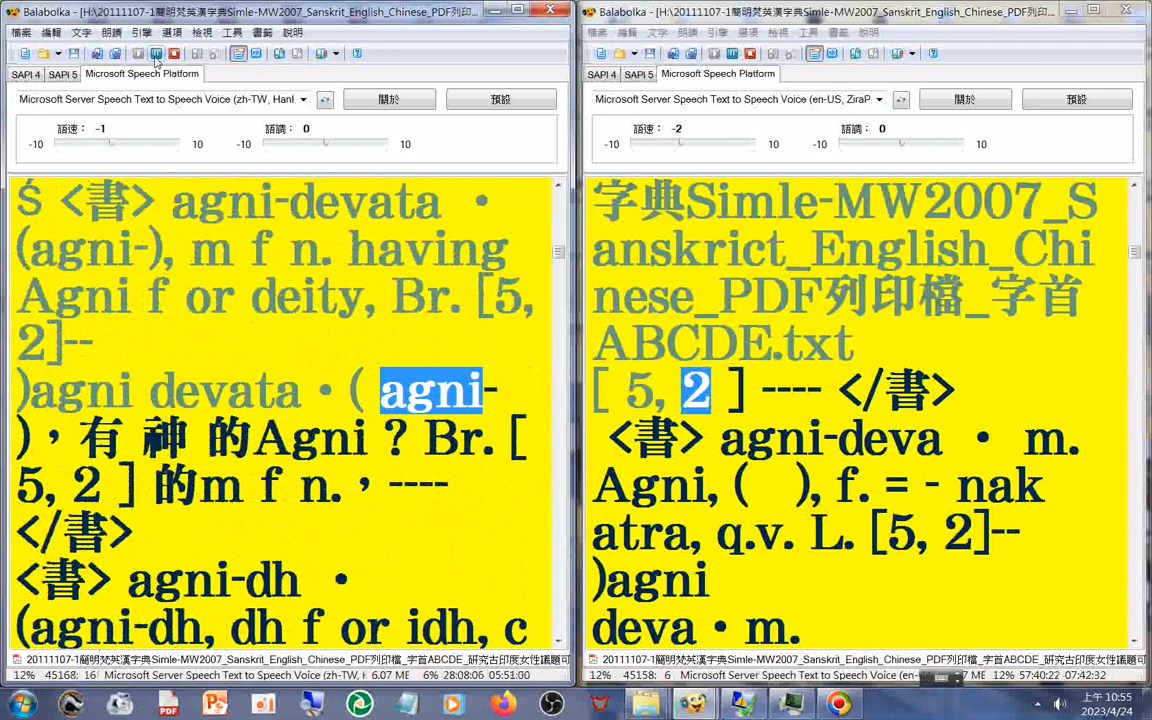 Balabolka - [H:\20111107-1簡明梵英漢字典Simle-MW2007_Sanskrit_English_Chinese_PDF列印...
檔案 編輯 文字 朗讀 引擎 選項 檢視 工具 書籤 說明
SAPI 4 SAPI 5 Microsoft Speech Platform
Microsoft Server Speech Text to Speech Voice (zh-TW, Hanl
關於 預設
語速： -1 語調： 0
-10 10 -10 10
Ś <書> agni-devata •
(agni-), m f n. having
Agni f or deity, Br. [5,
2]--
)agni devata • ( agni-
)，有 神 的Agni ? Br. [
5, 2 ] 的m f n.，----
</書>
<書> agni-dh •
(agni-dh, dh f or idh, c
20111107-1簡明梵英漢字典Simle-MW2007_Sanskrit_English_Chinese_PDF列印檔_字首ABCDE_研究古印度女性議題可
12% 45168: 16 Microsoft Server Speech Text to Speech Voice (zh-TW, H 6.07 MB 6% 28:08:06 05:51:00
Balabolka - [H:\20111107-1簡明梵英漢字典Simle-MW2007_Sanskrit_English_Chinese_PDF列印...
檔案 編輯 文字 朗讀 引擎 選項 檢視 工具 書籤 說明
SAPI 4 SAPI 5 Microsoft Speech Platform
Microsoft Server Speech Text to Speech Voice (en-US, ZiraP
關於 預設
語速： -2 語調： 0
-10 10 -10 10
字典Simle-MW2007_S
anskrict_English_Chi
nese_PDF列印檔_字首
ABCDE.txt
[ 5, 2 ] ---- </書>
<書> agni-deva • m.
Agni, ( ), f. = - nak
atra, q.v. L. [5, 2]--
)agni
deva • m.
20111107-1簡明梵英漢字典Simle-MW2007_Sanskrit_English_Chinese_PDF列印檔_字首ABCDE_研究古印度女性議題可
12% 45158: 6 Microsoft Server Speech Text to Speech Voice (en-us 12% 57:40:22 07:42:32
上午 10:55
2023/4/24